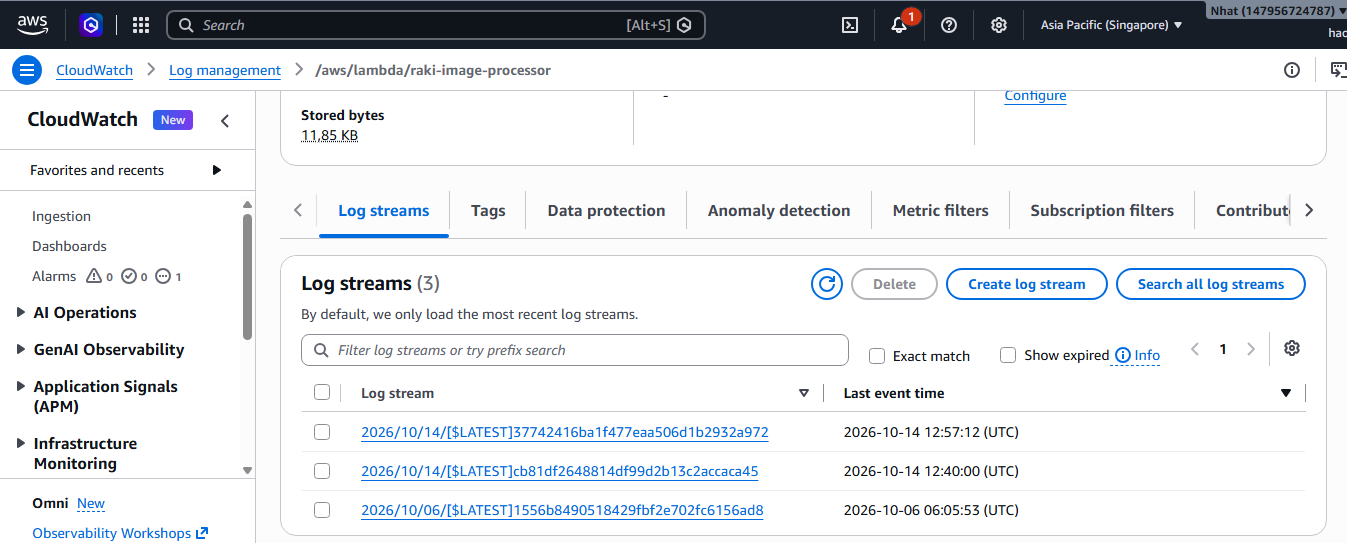 aws
Search [Alt+S]
1
Asia Pacific (Singapore)
Nhat (147956724787)
CloudWatch
Log management
/aws/lambda/raki-image-processor
CloudWatch New
Favorites and recents
Ingestion
Dashboards
Alarms 0 0 1
AI Operations
GenAI Observability
Application Signals
(APM)
Infrastructure
Monitoring
Omni New
Observability Workshops
Stored bytes
11,85 KB
-
Configure
Log streams
Tags
Data protection
Anomaly detection
Metric filters
Subscription filters
Contribut
Log streams (3)
Delete
Create log stream
Search all log streams
By default, we only load the most recent log streams.
Filter log streams or try prefix search
Exact match
Show expired
Info
1
Log stream
Last event time
2026/10/14/[$LATEST]37742416ba1f477eaa506d1b2932a972 2026-10-14 12:57:12 (UTC)
2026/10/14/[$LATEST]cb81df2648814df99d2b13c2accaca45 2026-10-14 12:40:00 (UTC)
2026/10/06/[$LATEST]1556b8490518429fbf2e702fc6156ad8 2026-10-06 06:05:53 (UTC)